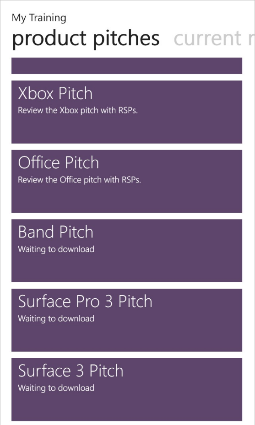 My Training
product pitches current r
Xbox Pitch
Review the Xbox pitch with RSPs.
Office Pitch
Review the Office pitch with RSPs.
Band Pitch
Waiting to download
Surface Pro 3 Pitch
Waiting to download
Surface 3 Pitch
Waiting to download